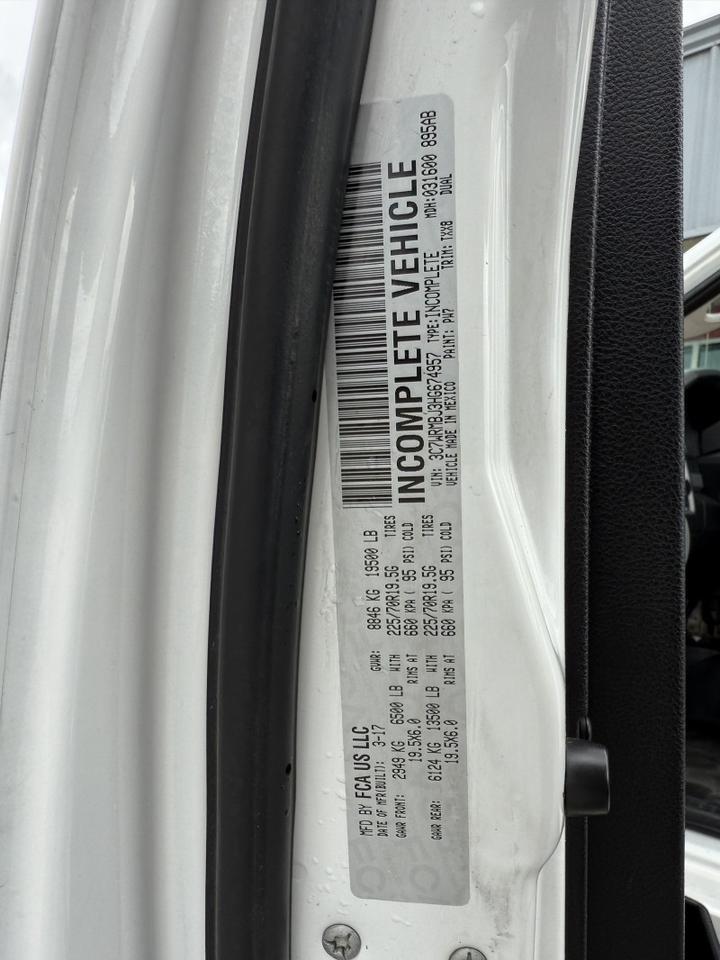 MFD BY FCA US LLC
DATE OF MFR(BUILT): 3-17 GVWR: 8846 KG 19500 LB
GAWR FRONT: 2949 KG 6500 LB WITH 225/70R19.5G TIRES
19.5X6.0 RIMS AT 660 KPA ( 95 PSI) COLD
GAWR REAR: 6124 KG 13500 LB WITH 225/70R19.5G TIRES
19.5X6.0 RIMS AT 660 KPA ( 95 PSI) COLD
INCOMPLETE VEHICLE
MDH:031600 895AB
VIN: 3C7WRMBJ3HG674957 TYPE:INCOMPLETE DUAL
VEHICLE MADE IN MEXICO PAINT: PW7 TRIM: TXX8